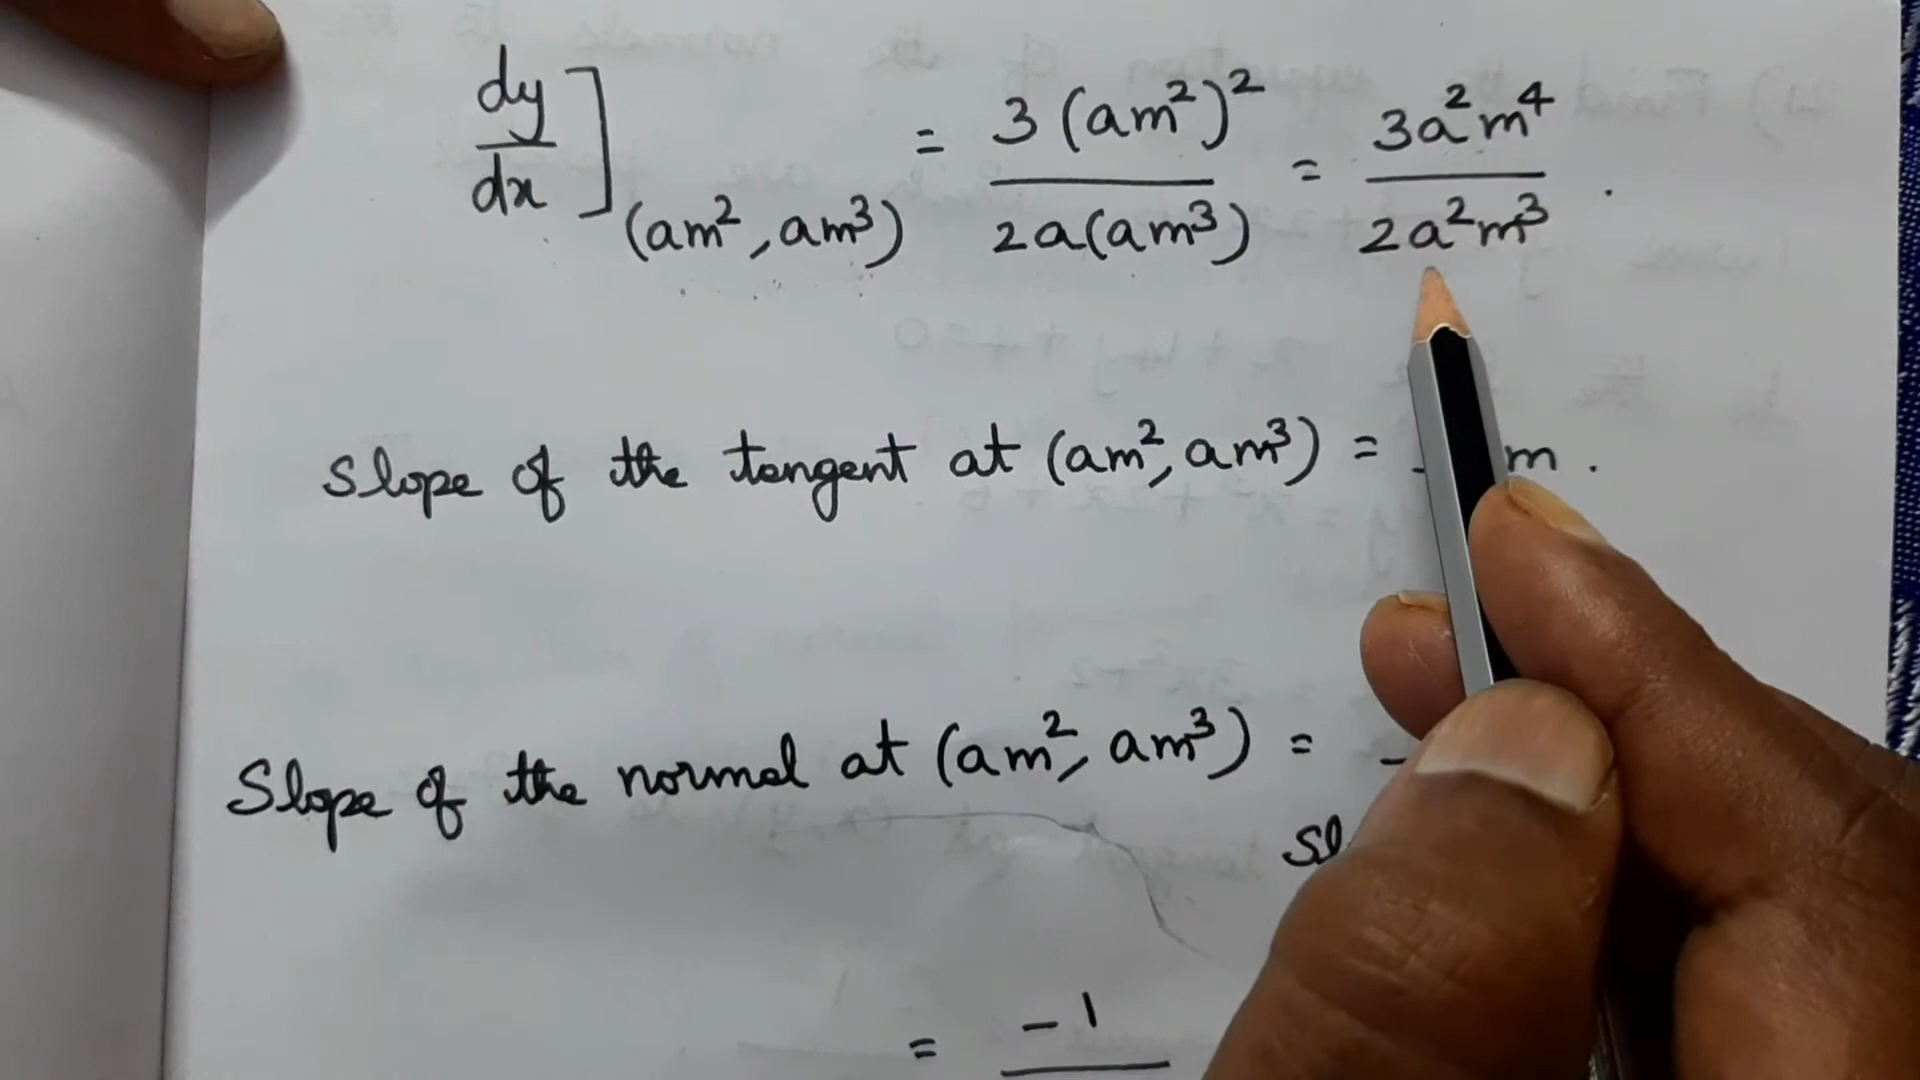 dy/dx](am², am³) = 3(am²)²/2a(am³) = 3a²m⁴/2a²m³ .
Slope of the tangent at (am², am³) = m .
Slope of the normal at (am², am³) = 
= -1